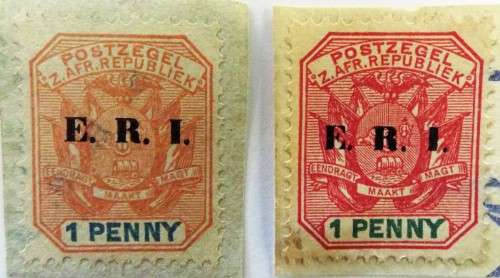 POSTZEGEL
Z.AFR.REPUBLIEK
E. R. I.
EENDRAGT MAAKT MAGT
1 PENNY
POSTZEGEL
Z.AFR.REPUBLIEK
E. R. I.
EENDRAGT MAAKT MAGT
1 PENNY